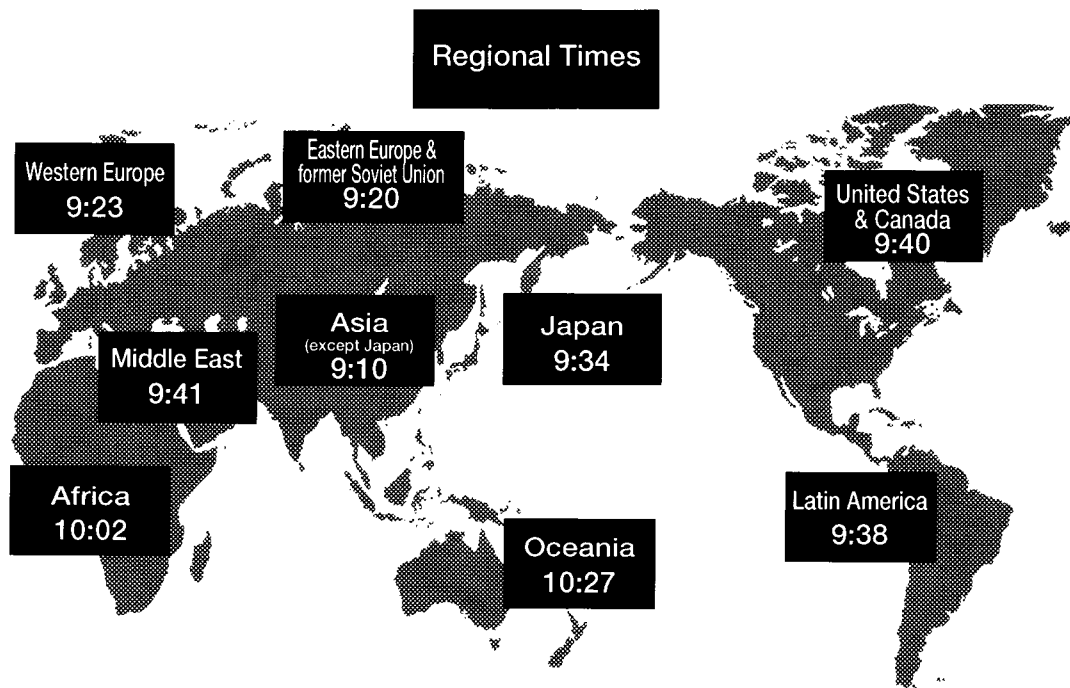 Regional Times
Western Europe
9:23
Eastern Europe &
former Soviet Union
9:20
United States
& Canada
9:40
Asia
(except Japan)
9:10
Japan
9:34
Middle East
9:41
Africa
10:02
Oceania
10:27
Latin America
9:38